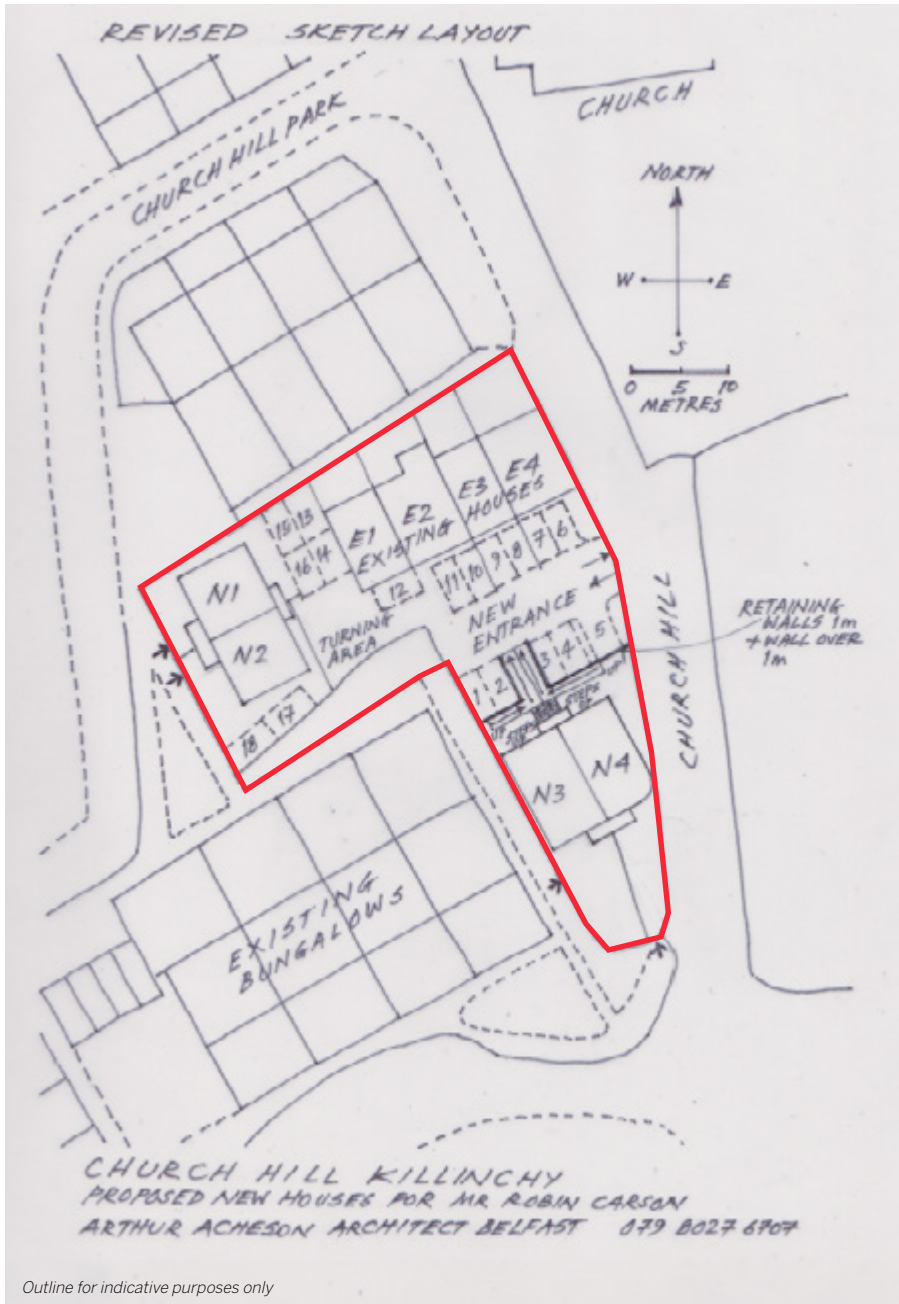 REVISED SKETCH LAYOUT
CHURCH
CHURCH HILL PARK
NORTH
W E
S
0 5 10
METRES
E4
E3
HOUSES
E2
E1
EXISTING
15 13
16 14
12
11 10 9 8 7 6
N1
N2
TURNING
AREA
NEW
ENTRANCE
1 2 3 4 5
18 17
RETAINING
WALLS 1m
+ WALL OVER
1m
CHURCH HILL
UP
N3
N4
EXISTING
BUNGALOWS
CHURCH HILL KILLINCHY
PROPOSED NEW HOUSES FOR MR ROBIN CARSON
ARTHUR ACHESON ARCHITECT BELFAST 079 8027 6707
Outline for indicative purposes only